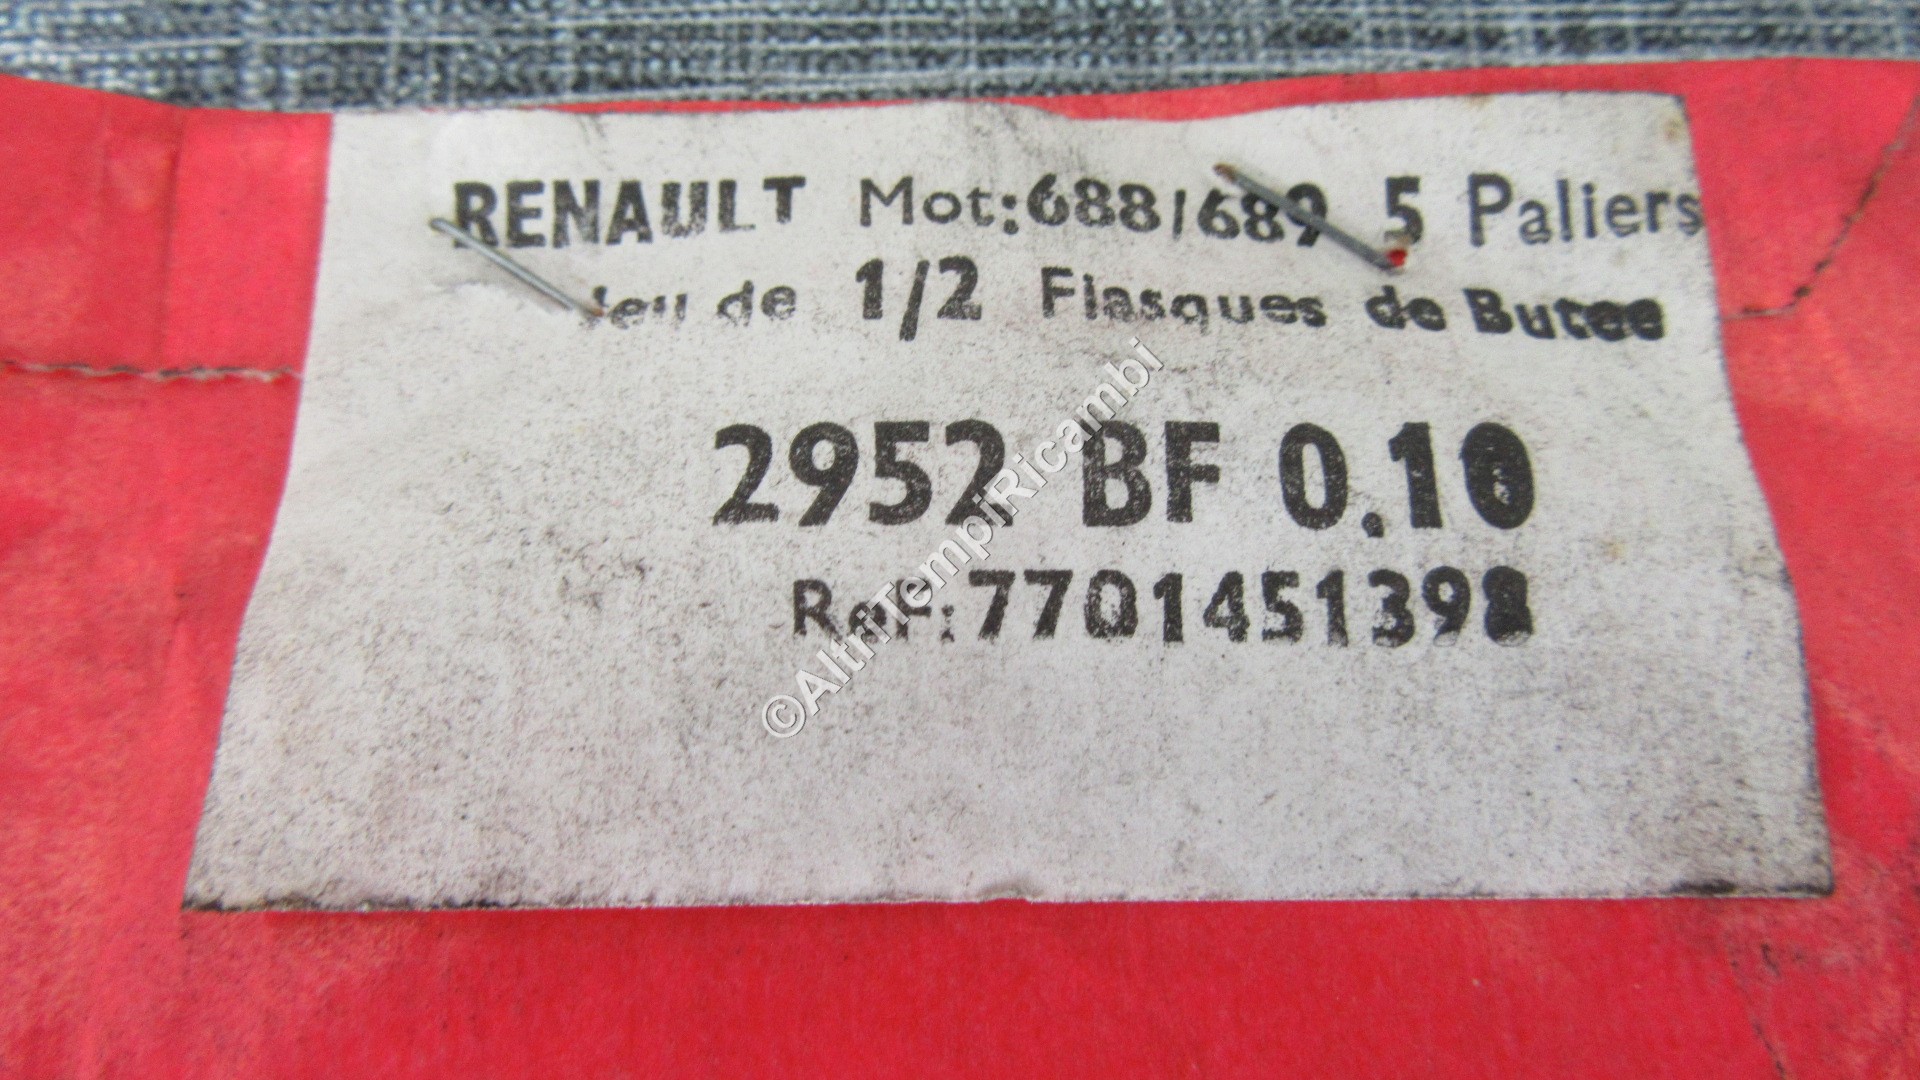 RENAULT Mot:688/689 5 Paliers
Jeu de 1/2 Flasques de Butee
2952 BF 0.10
Ref:7701451398
©AltriTempiRicambi